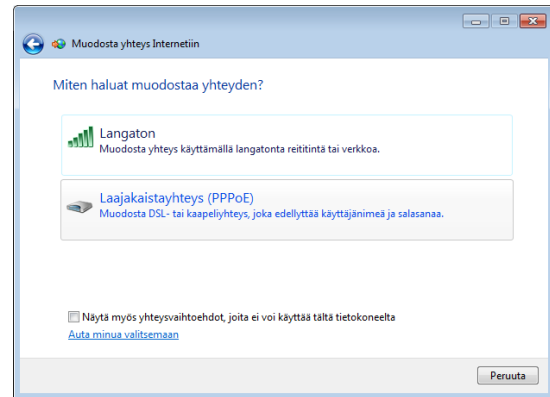 Muodosta yhteys Internetiin
Miten haluat muodostaa yhteyden?
Langaton
Muodosta yhteys käyttämällä langatonta reititintä tai verkkoa.
Laajakaistayhteys (PPPoE)
Muodosta DSL- tai kaapeliyhteys, joka edellyttää käyttäjänimeä ja salasanaa.
Näytä myös yhteysvaihtoehdot, joita ei voi käyttää tältä tietokoneelta
Auta minua valitsemaan
Peruuta